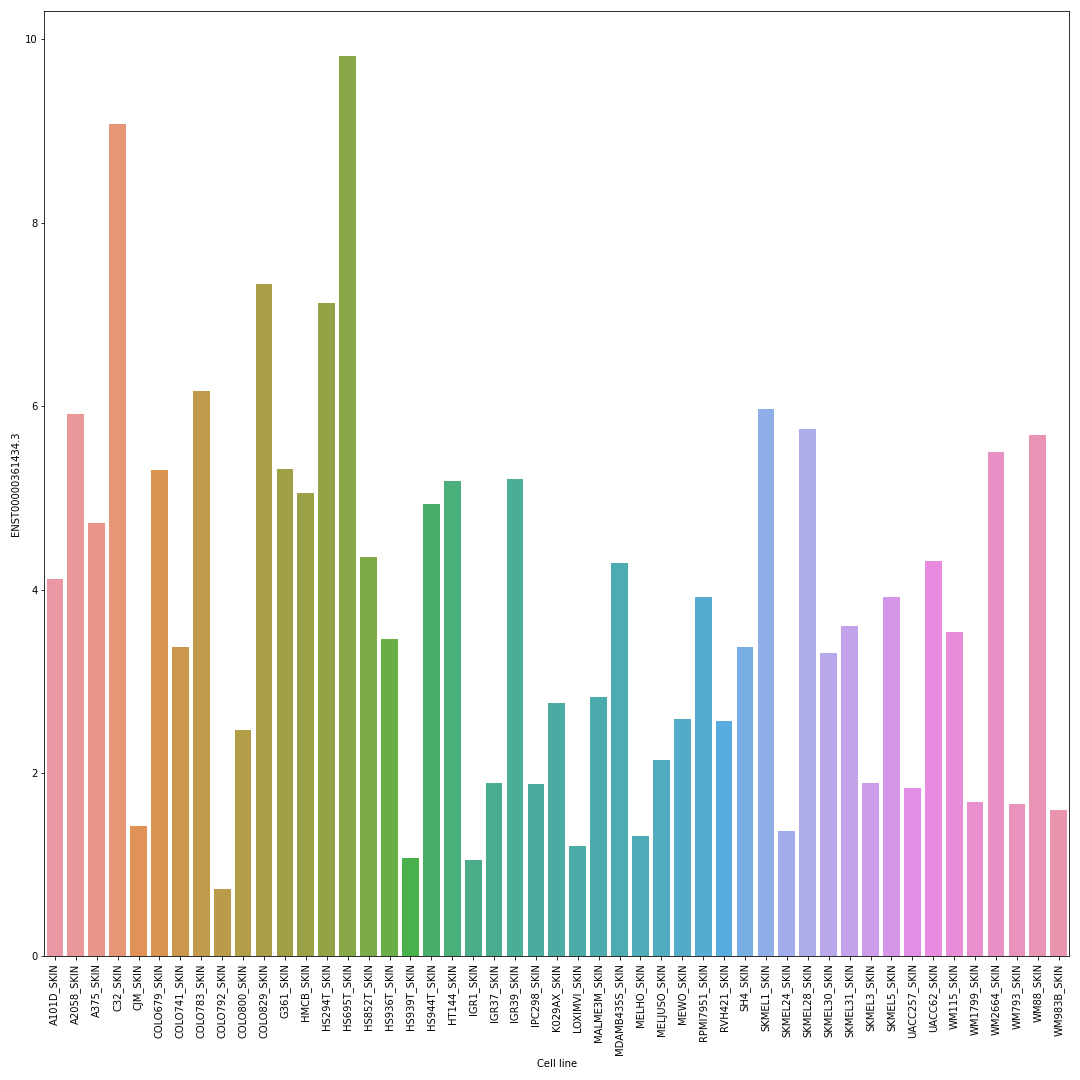 10
8
6
4
2
0
ENST00000361434.3
A101D_SKIN
A2058_SKIN
A375_SKIN
C32_SKIN
CJM_SKIN
COLO679_SKIN
COLO741_SKIN
COLO783_SKIN
COLO792_SKIN
COLO800_SKIN
COLO829_SKIN
G361_SKIN
HMCB_SKIN
HS294T_SKIN
HS695T_SKIN
HS852T_SKIN
HS936T_SKIN
HS939T_SKIN
HS944T_SKIN
HT144_SKIN
IGR1_SKIN
IGR37_SKIN
IGR39_SKIN
IPC298_SKIN
K029AX_SKIN
LOXIMVI_SKIN
MALME3M_SKIN
MDAMB435S_SKIN
MELHO_SKIN
MELJUSO_SKIN
MEWO_SKIN
RPMI7951_SKIN
RVH421_SKIN
SH4_SKIN
SKMEL1_SKIN
SKMEL24_SKIN
SKMEL28_SKIN
SKMEL30_SKIN
SKMEL31_SKIN
SKMEL3_SKIN
SKMEL5_SKIN
UACC257_SKIN
UACC62_SKIN
WM115_SKIN
WM1799_SKIN
WM2664_SKIN
WM793_SKIN
WM88_SKIN
WM983B_SKIN
Cell line